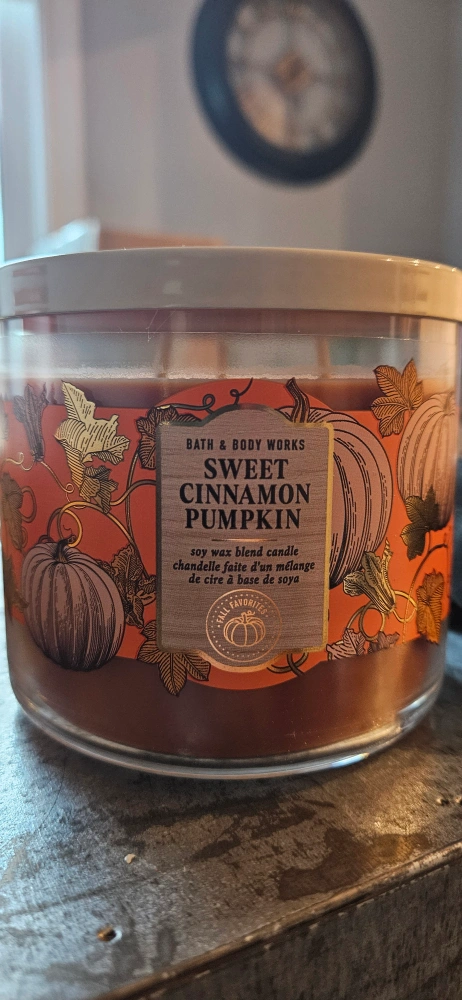 BATH & BODY WORKS
SWEET
CINNAMON
PUMPKIN
soy wax blend candle
chandelle faite d'un mélange
de cire à base de soya
FALL FAVORITES